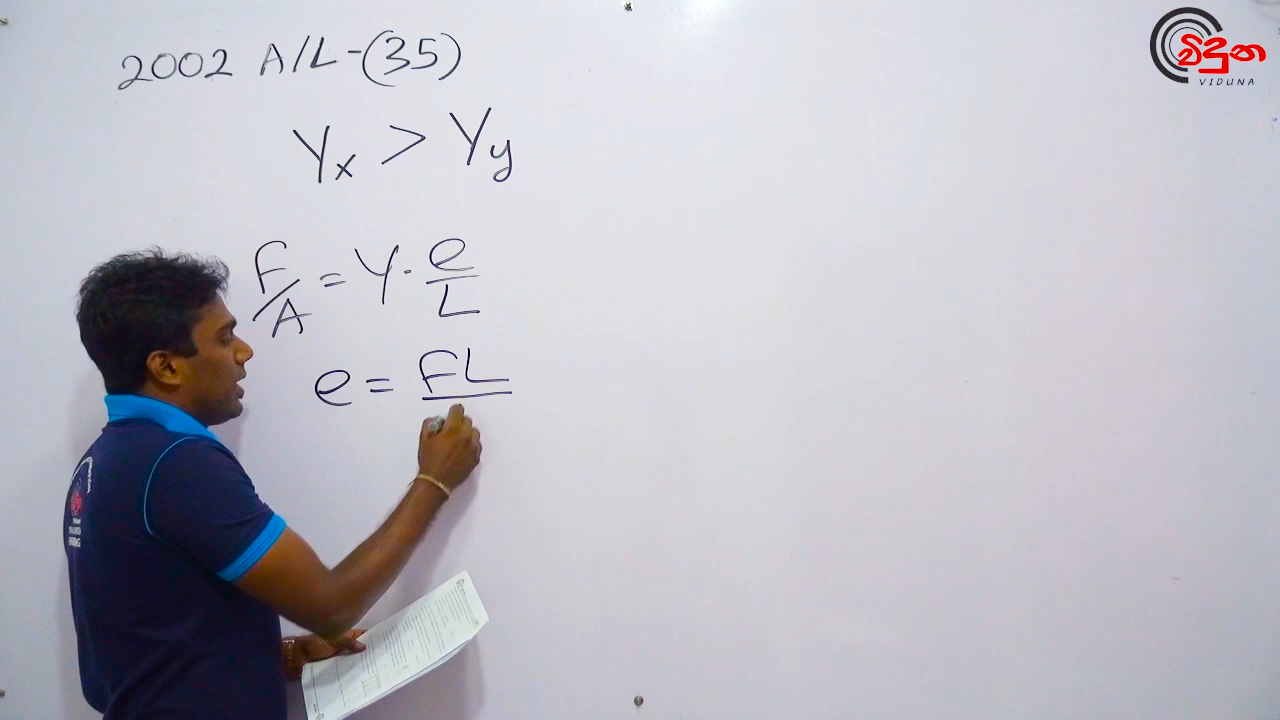 2002 A/L-(35)
Yx > Yy
F/A = Y · e/L
e = FL
විදුන
VIDUNA